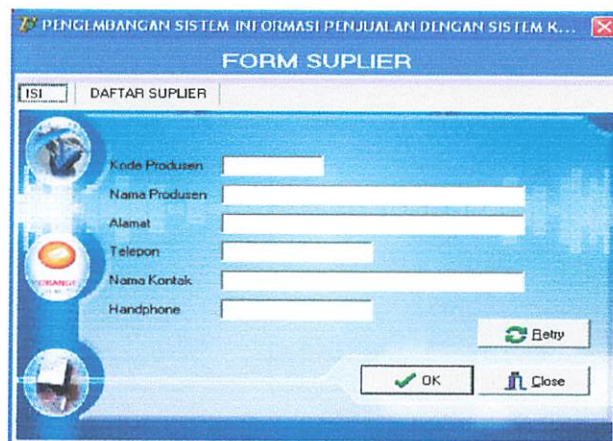 PENGEMBANGAN SISTEM INFORMASI PENJUALAN DENGAN SISTEM K...
FORM SUPLIER
ISI DAFTAR SUPLIER
Kode Produsen
Nama Produsen
Alamat
Telepon
ORANGE
Nama Kontak
Handphone
Retry
OK Close